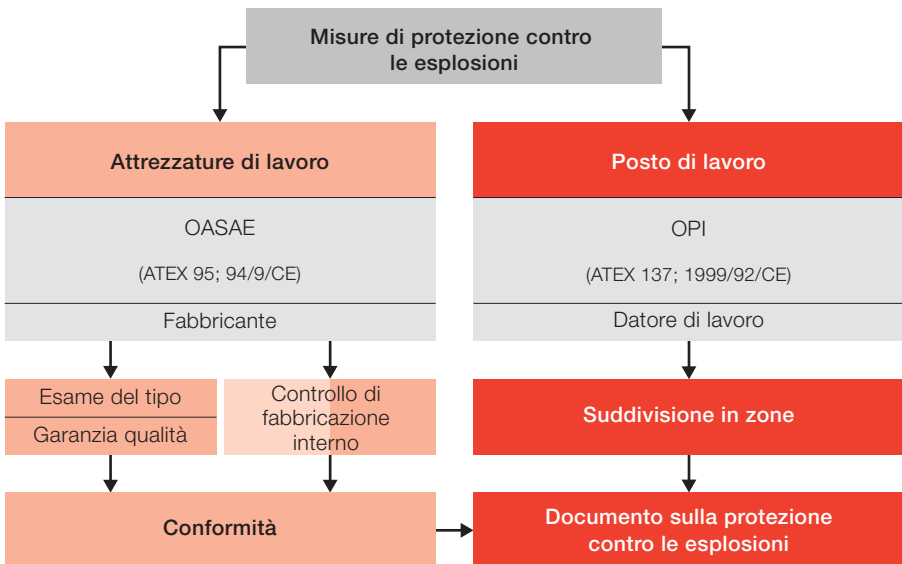 Misure di protezione contro
le esplosioni
Attrezzature di lavoro
OASAE
(ATEX 95; 94/9/CE)
Fabbricante
Esame del tipo
Garanzia qualità
Controllo di
fabbricazione
interno
Conformità
Posto di lavoro
OPI
(ATEX 137; 1999/92/CE)
Datore di lavoro
Suddivisione in zone
Documento sulla protezione
contro le esplosioni